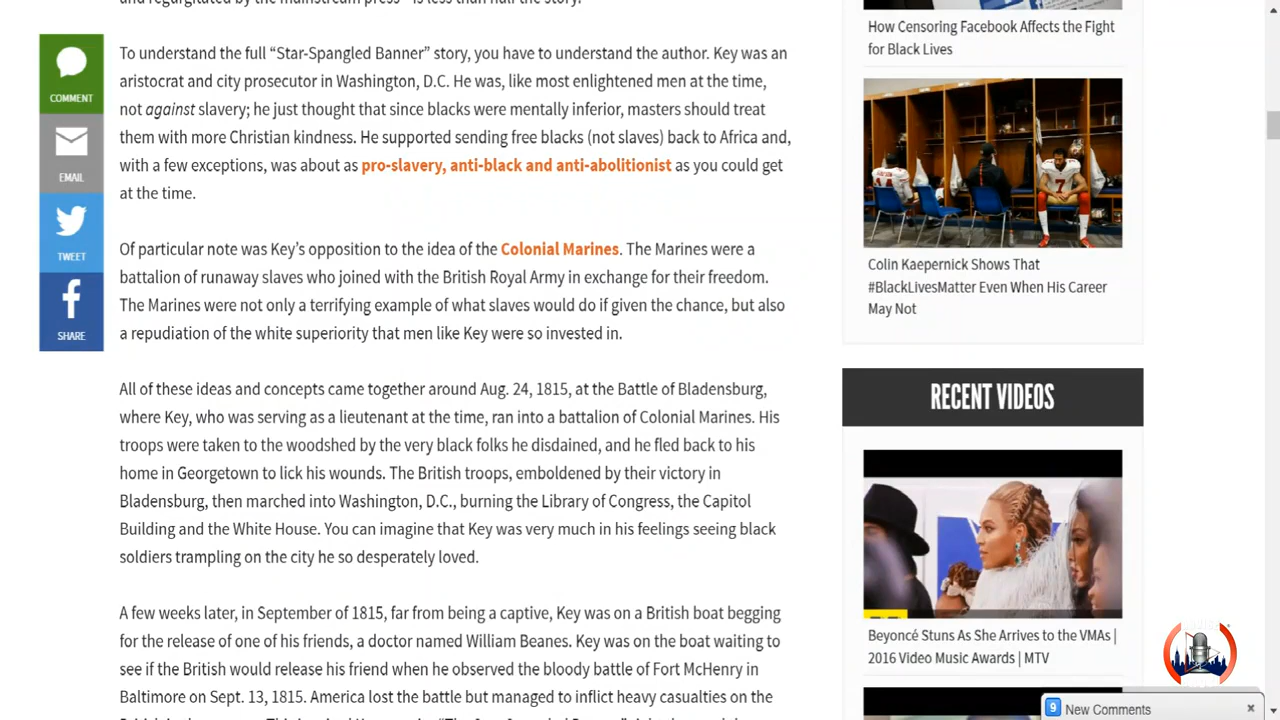 and regurgitated by the mainstream press
is less than half the story.
To understand the full “Star-Spangled Banner” story, you have to understand the author. Key was an
aristocrat and city prosecutor in Washington, D.C. He was, like most enlightened men at the time,
not against slavery; he just thought that since blacks were mentally inferior, masters should treat
them with more Christian kindness. He supported sending free blacks (not slaves) back to Africa and,
with a few exceptions, was about as pro-slavery, anti-black and anti-abolitionist as you could get
at the time.
Of particular note was Key’s opposition to the idea of the Colonial Marines. The Marines were a
battalion of runaway slaves who joined with the British Royal Army in exchange for their freedom.
The Marines were not only a terrifying example of what slaves would do if given the chance, but also
a repudiation of the white superiority that men like Key were so invested in.
All of these ideas and concepts came together around Aug. 24, 1815, at the Battle of Bladensburg,
where Key, who was serving as a lieutenant at the time, ran into a battalion of Colonial Marines. His
troops were taken to the woodshed by the very black folks he disdained, and he fled back to his
home in Georgetown to lick his wounds. The British troops, emboldened by their victory in
Bladensburg, then marched into Washington, D.C., burning the Library of Congress, the Capitol
Building and the White House. You can imagine that Key was very much in his feelings seeing black
soldiers trampling on the city he so desperately loved.
A few weeks later, in September of 1815, far from being a captive, Key was on a British boat begging
for the release of one of his friends, a doctor named William Beanes. Key was on the boat waiting to
see if the British would release his friend when he observed the bloody battle of Fort McHenry in
Baltimore on Sept. 13, 1815. America lost the battle but managed to inflict heavy casualties on the
COMMENT
EMAIL
TWEET
SHARE
How Censoring Facebook Affects the Fight
for Black Lives
7
Colin Kaepernick Shows That
#BlackLivesMatter Even When His Career
May Not
RECENT VIDEOS
Beyoncé Stuns As She Arrives to the VMAs |
2016 Video Music Awards | MTV
9 New Comments